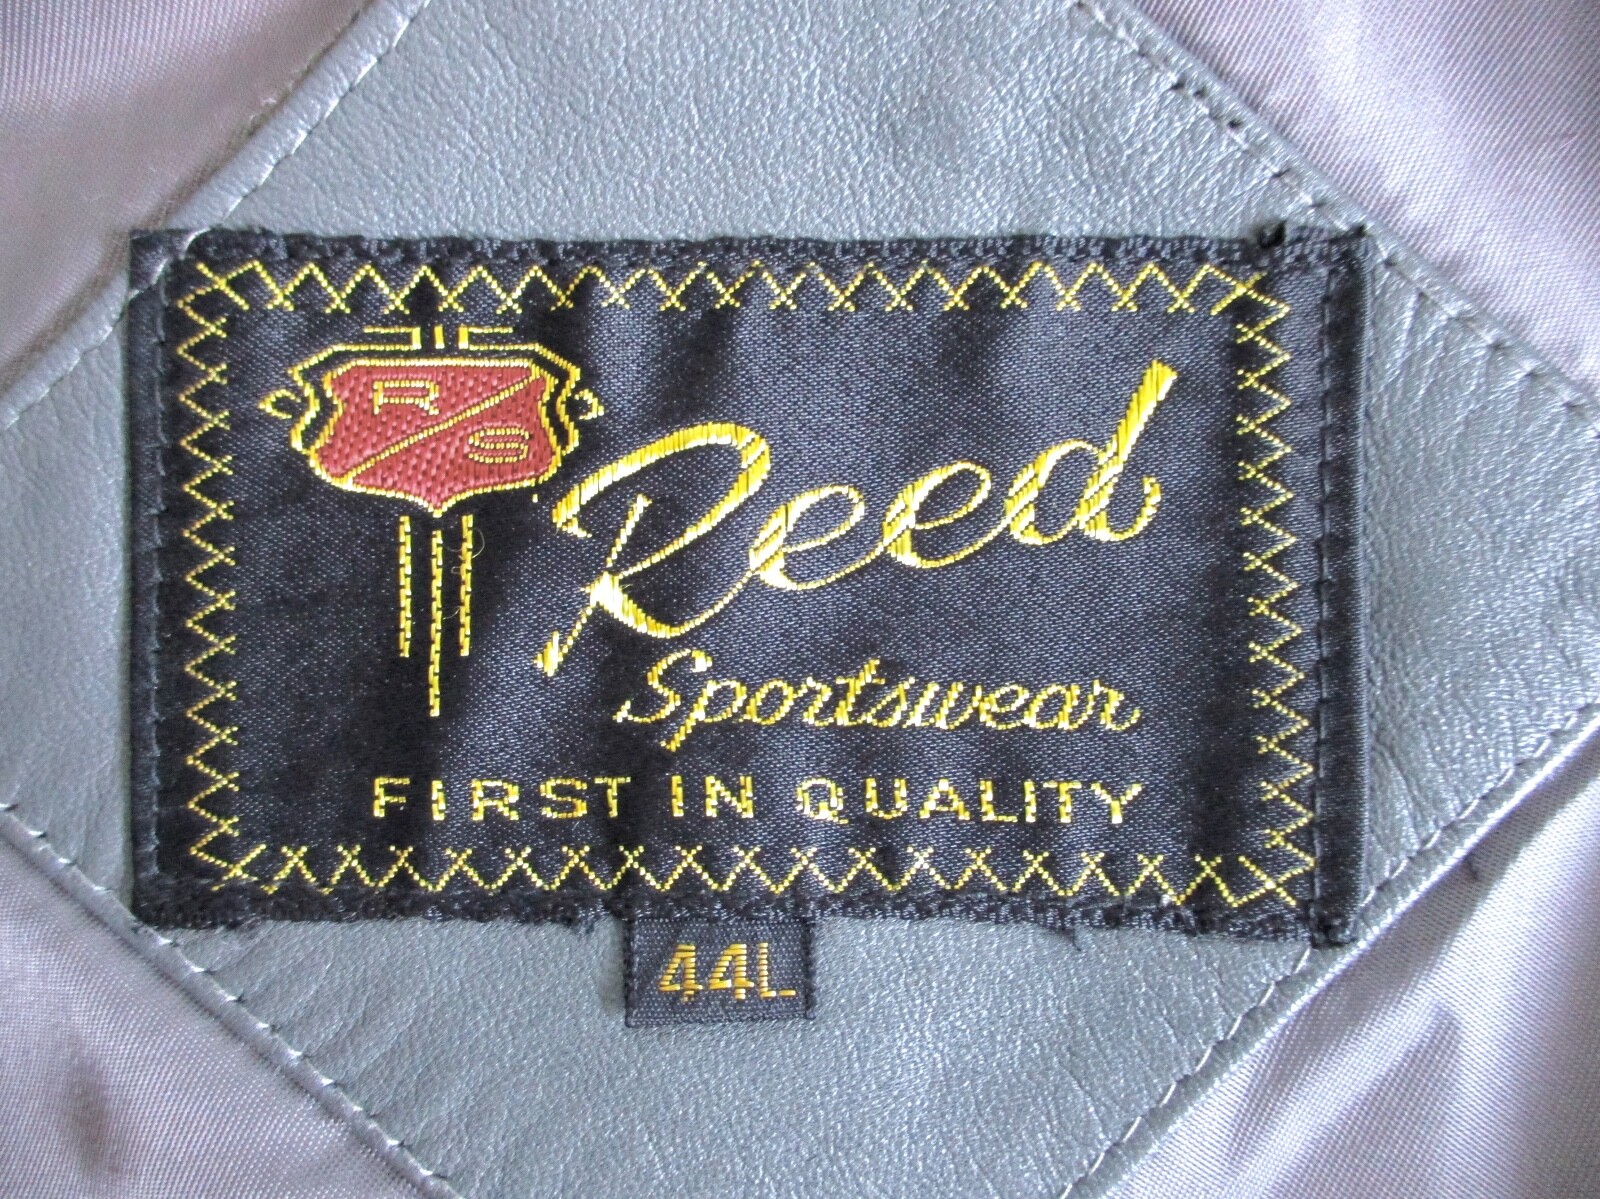 R
S
Reed
Sportswear
FIRST IN QUALITY
44L